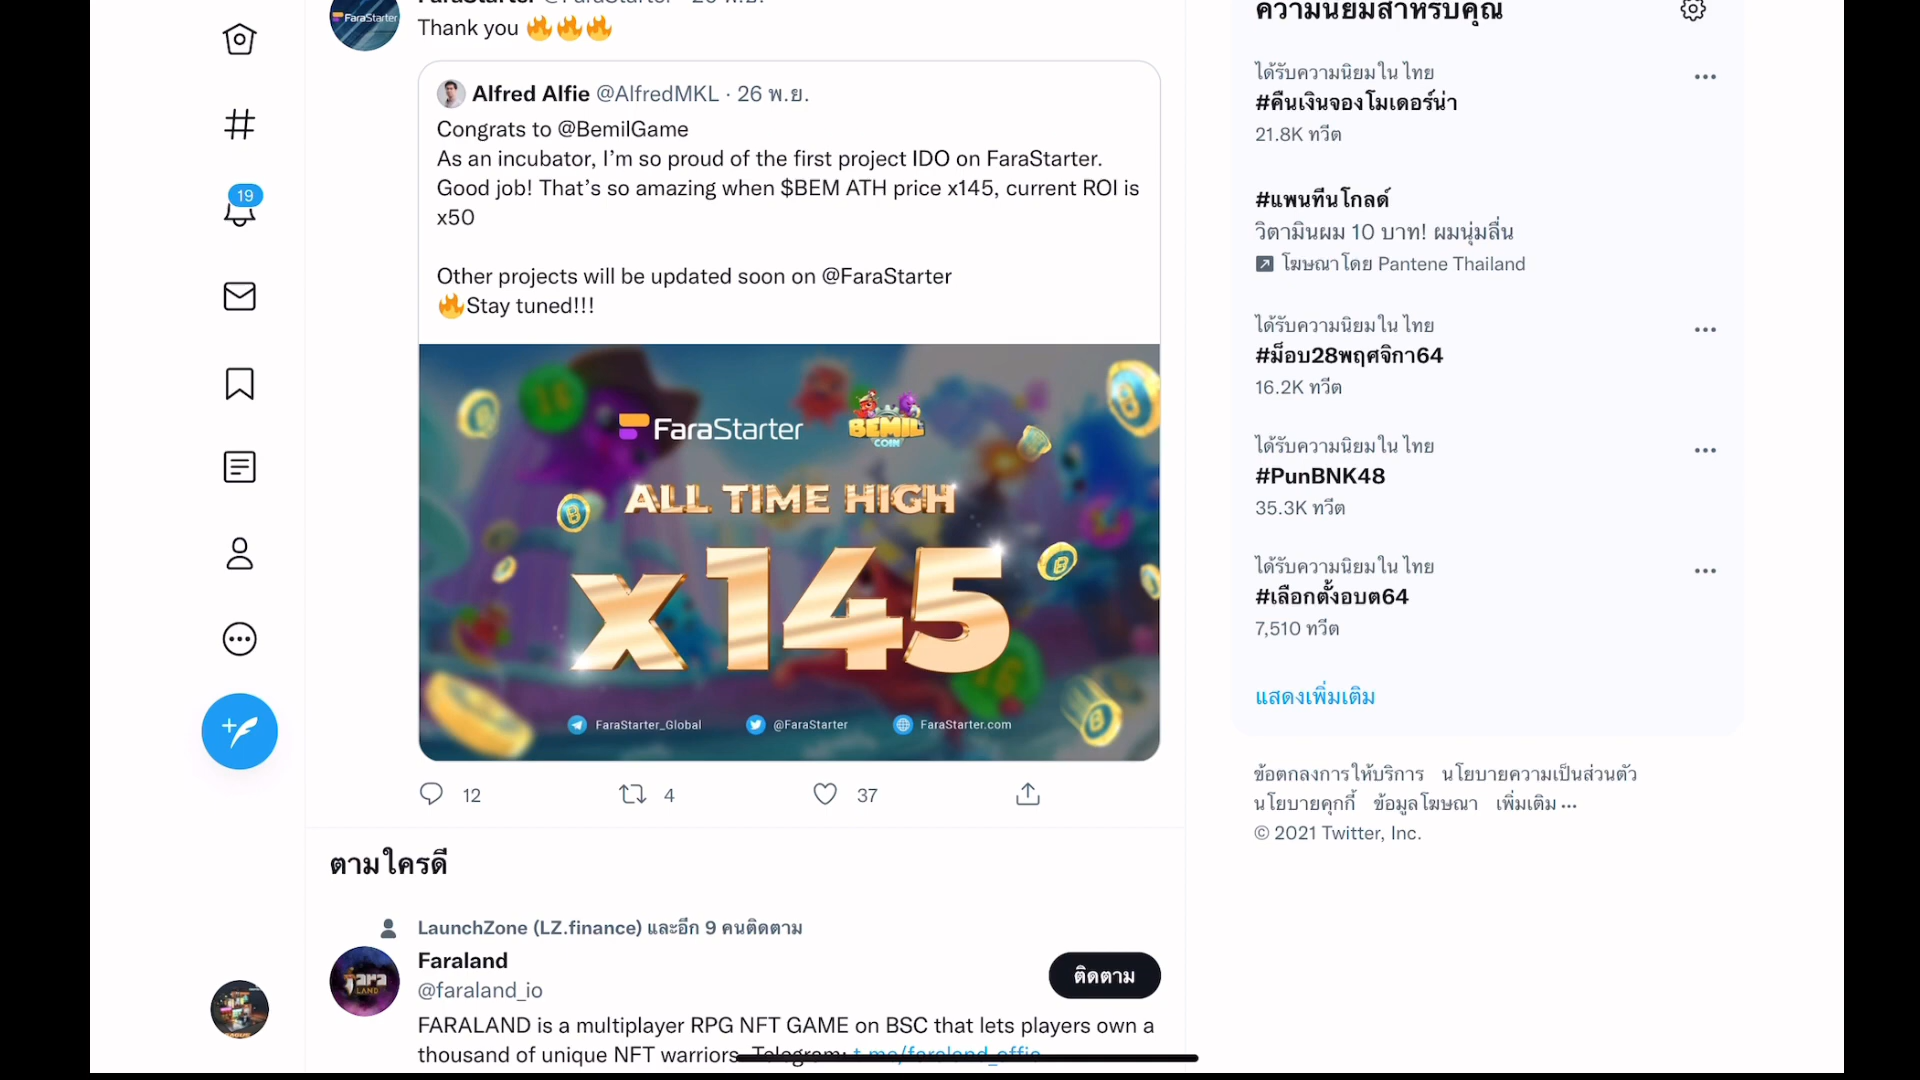 19
FaraStarter
FaraStarter @FaraStarter · 26 พ.ย.
Thank you 🔥🔥🔥
Alfred Alfie @AlfredMKL · 26 พ.ย.
Congrats to @BemilGame
As an incubator, I’m so proud of the first project IDO on FaraStarter.
Good job! That’s so amazing when $BEM ATH price x145, current ROI is
x50
Other projects will be updated soon on @FaraStarter
🔥Stay tuned!!!
FaraStarter
BEMIL
COIN
ALL TIME HIGH
x145
FaraStarter_Global
@FaraStarter
FaraStarter.com
12
4
37
ตามใครดี
LaunchZone (LZ.finance) และอีก 9 คนติดตาม
Fara
LAND
Faraland
@faraland_io
ติดตาม
FARALAND is a multiplayer RPG NFT GAME on BSC that lets players own a
thousand of unique NFT warriors. Telegram: t.me/faraland_offic
ความนิยมสำหรับคุณ
ได้รับความนิยมใน ไทย
#คืนเงินจองโมเดอร์น่า
21.8K ทวีต
#แพนทีนโกลด์
วิตามินผม 10 บาท! ผมนุ่มลื่น
โฆษณาโดย Pantene Thailand
ได้รับความนิยมใน ไทย
#ม็อบ28พฤศจิกา64
16.2K ทวีต
ได้รับความนิยมใน ไทย
#PunBNK48
35.3K ทวีต
ได้รับความนิยมใน ไทย
#เลือกตั้งอบต64
7,510 ทวีต
แสดงเพิ่มเติม
ข้อตกลงการให้บริการ นโยบายความเป็นส่วนตัว
นโยบายคุกกี้ ข้อมูลโฆษณา เพิ่มเติม ···
© 2021 Twitter, Inc.